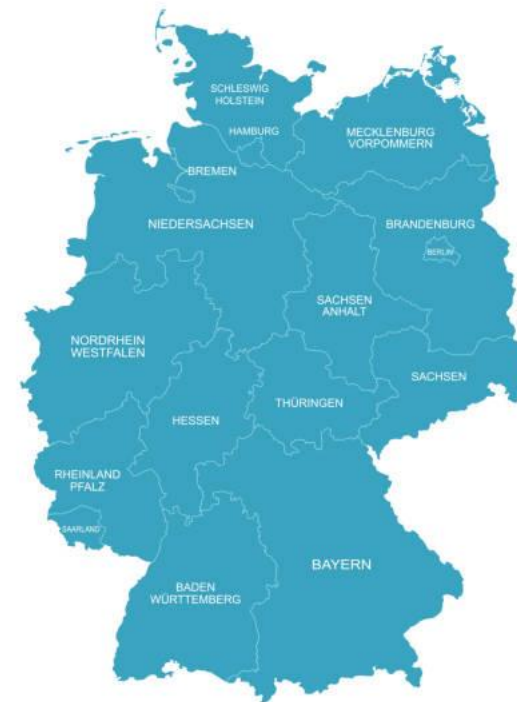 SCHLESWIG
HOLSTEIN
HAMBURG
MECKLENBURG
VORPOMMERN
BREMEN
NIEDERSACHSEN
BRANDENBURG
BERLIN
SACHSEN
ANHALT
NORDRHEIN
WESTFALEN
SACHSEN
THÜRINGEN
HESSEN
RHEINLAND
PFALZ
SAARLAND
BAYERN
BADEN
WÜRTTEMBERG